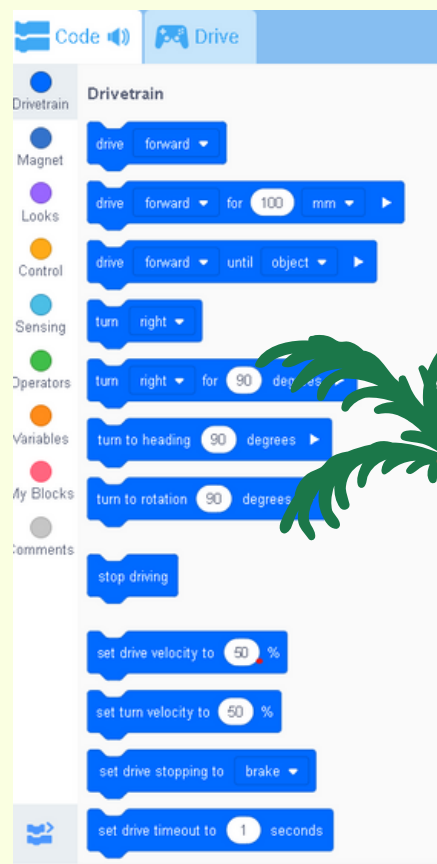 Code Drive
Drivetrain
Magnet
Looks
Control
Sensing
Operators
Variables
My Blocks
Comments
Drivetrain
drive forward
drive forward for 100 mm
drive forward until object
turn right
turn right for 90 degrees
turn to heading 90 degrees
turn to rotation 90 degrees
stop driving
set drive velocity to 50 %
set turn velocity to 50 %
set drive stopping to brake
set drive timeout to 1 seconds